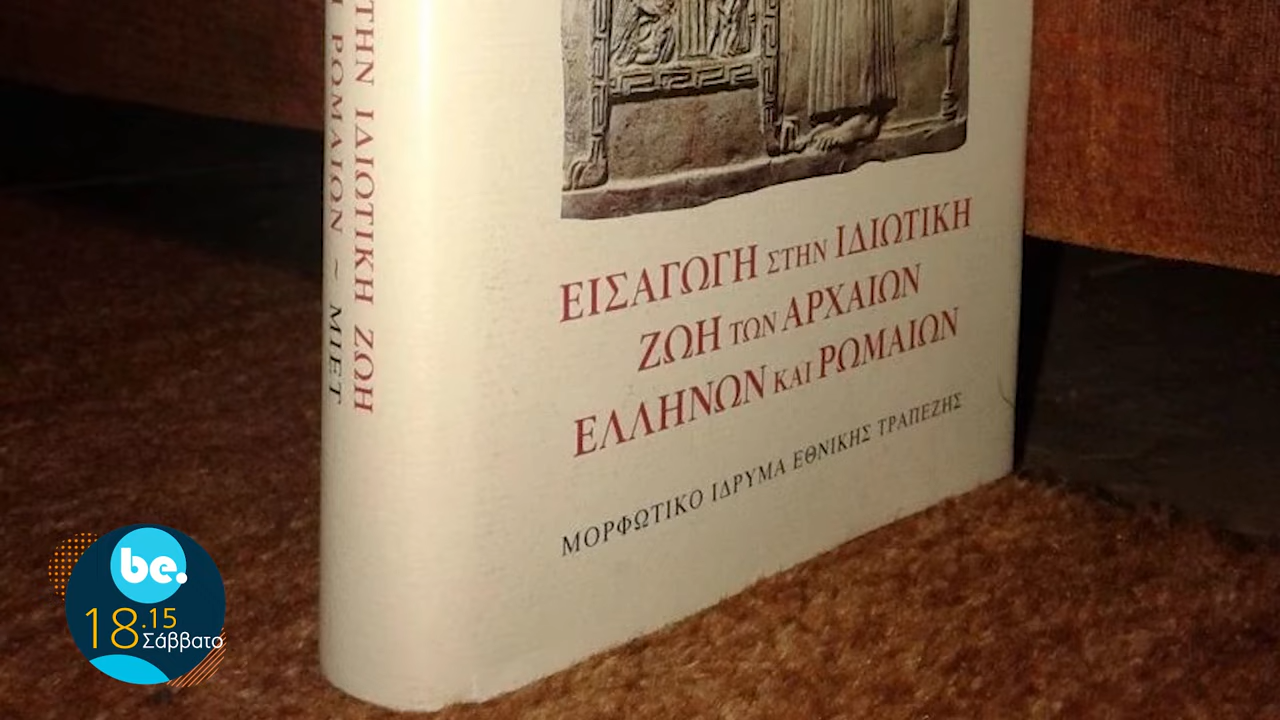 ΤΗΝ ΙΔΙΩΤΙΚΗ ΖΩΗ
ΡΩΜΑΙΩΝ ~ ΜΙΕΤ
ΕΙΣΑΓΩΓΗ ΣΤΗΝ ΙΔΙΩΤΙΚΗ
ΖΩΗ ΤΩΝ ΑΡΧΑΙΩΝ
ΕΛΛΗΝΩΝ ΚΑΙ ΡΩΜΑΙΩΝ
ΜΟΡΦΩΤΙΚΟ ΙΔΡΥΜΑ ΕΘΝΙΚΗΣ ΤΡΑΠΕΖΗΣ
be.
18.15
Σάββατο